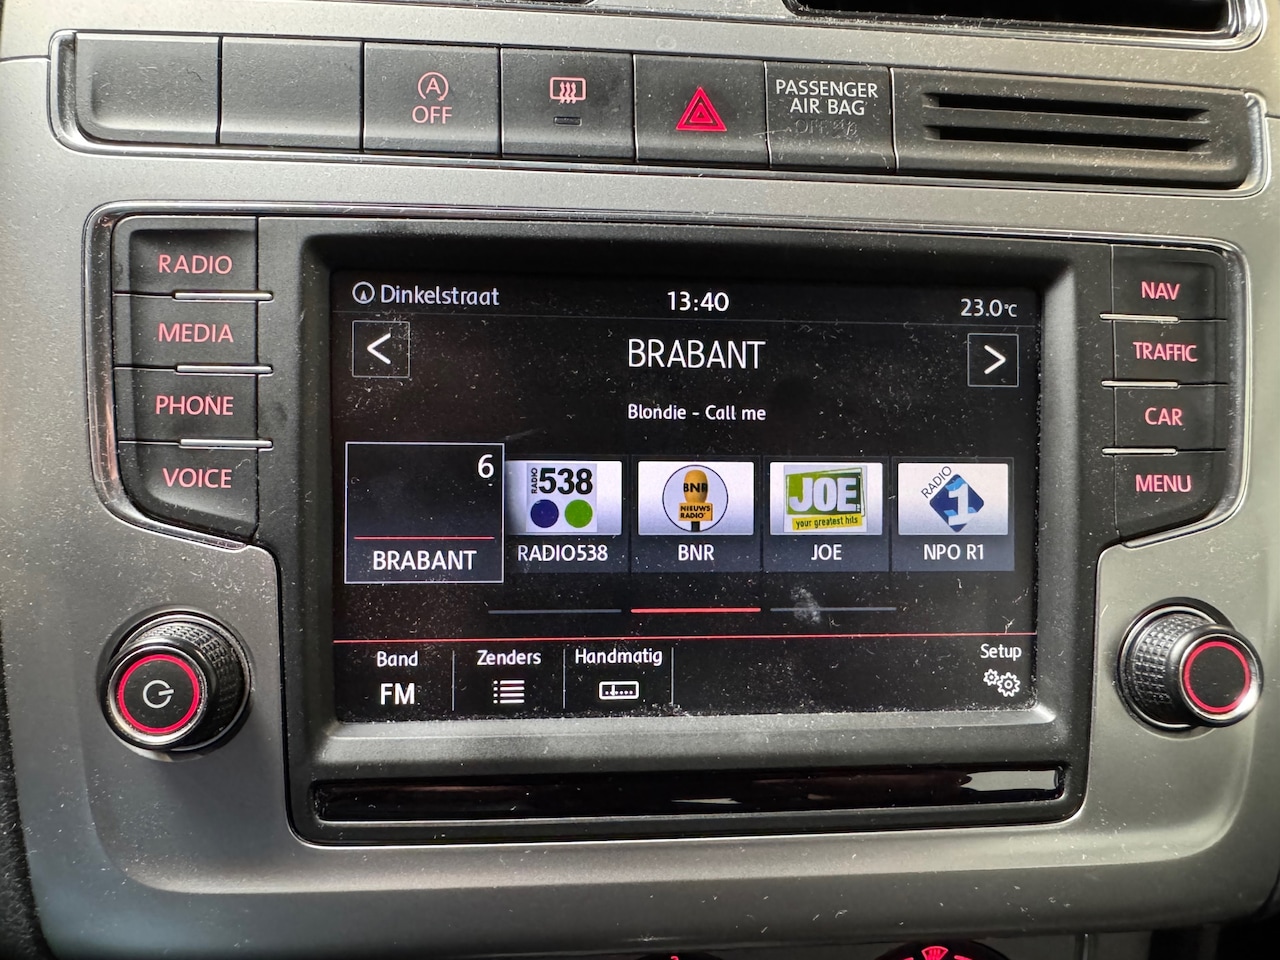 A
OFF
PASSENGER
AIR BAG
RADIO
MEDIA
PHONE
VOICE
NAV
TRAFFIC
CAR
MENU
Dinkelstraat 13:40 23.0°C
< BRABANT >
Blondie - Call me
6
BRABANT
RADIO 538
RADIO538
BNR
NIEUWS
RADIO
BNR
JOE
your greatest hits
JOE
RADIO 1
NPO R1
Band
FM
Zenders
Handmatig
Setup